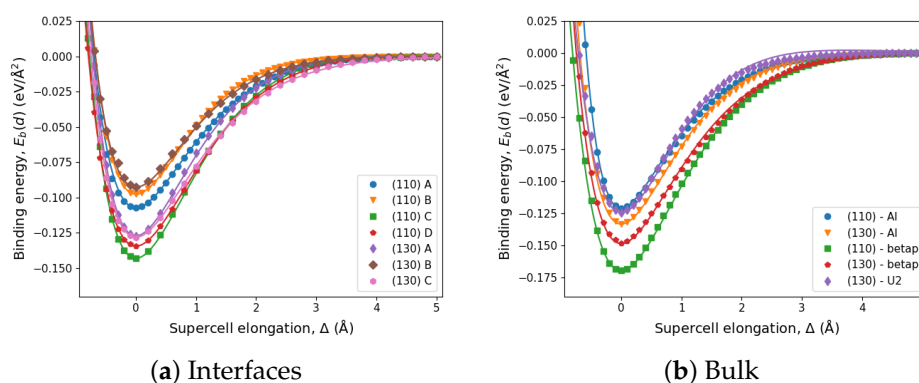 0.025
0.000
−0.025
−0.050
−0.075
−0.100
−0.125
−0.150
Binding energy, E_b(d) (eV/Å²)
(110) A
(110) B
(110) C
(110) D
(130) A
(130) B
(130) C
0 1 2 3 4 5
Supercell elongation, Δ (Å)
(a) Interfaces
0.025
0.000
−0.025
−0.050
−0.075
−0.100
−0.125
−0.150
−0.175
Binding energy, E_b(d) (eV/Å²)
(110) - Al
(130) - Al
(110) - betap
(130) - betap
(130) - U2
0 1 2 3 4
Supercell elongation, Δ (Å)
(b) Bulk